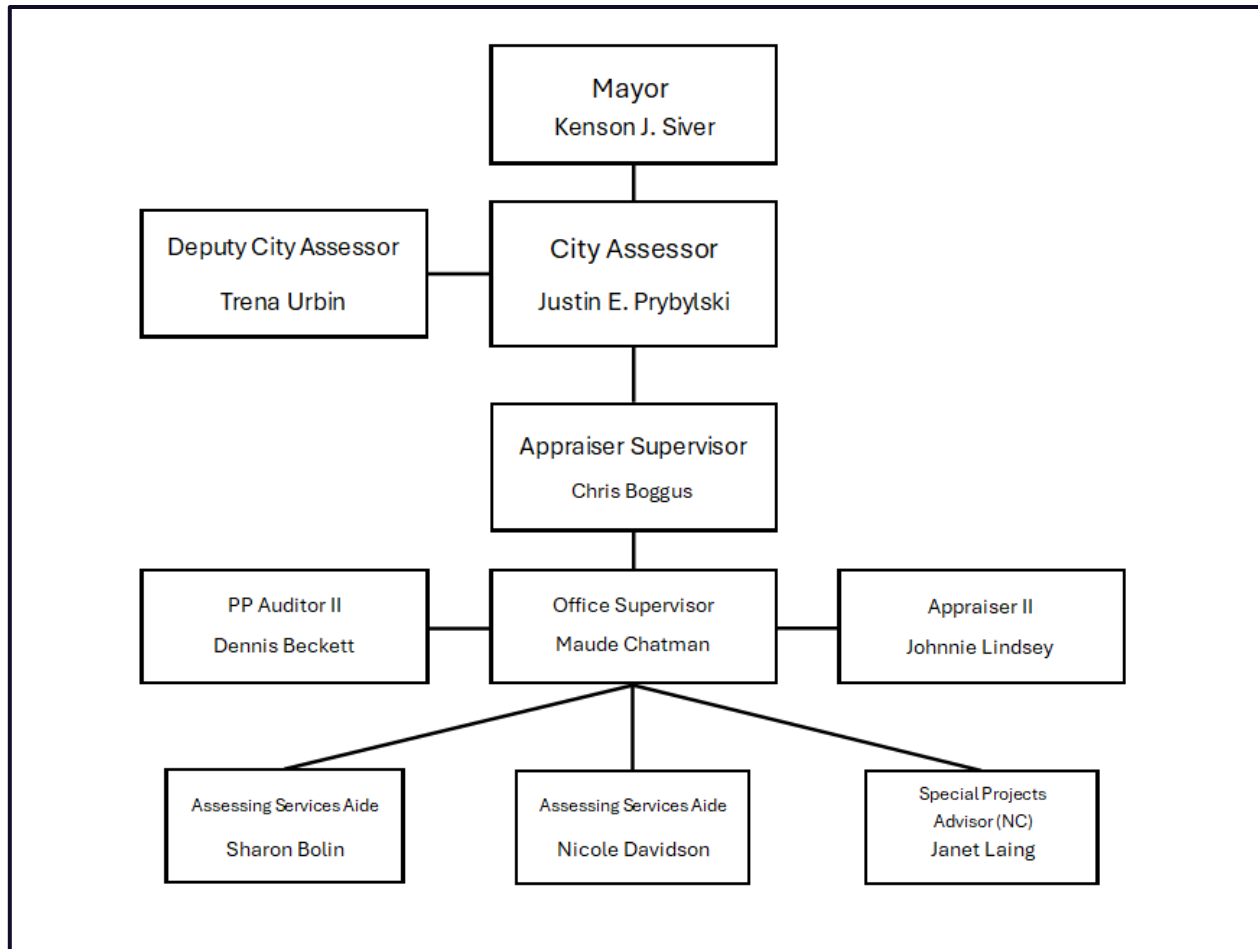 Mayor
Kenson J. Siver
Deputy City Assessor
Trena Urbin
City Assessor
Justin E. Prybylski
Appraiser Supervisor
Chris Boggus
PP Auditor II
Dennis Beckett
Office Supervisor
Maude Chatman
Appraiser II
Johnnie Lindsey
Assessing Services Aide
Sharon Bolin
Assessing Services Aide
Nicole Davidson
Special Projects
Advisor (NC)
Janet Laing